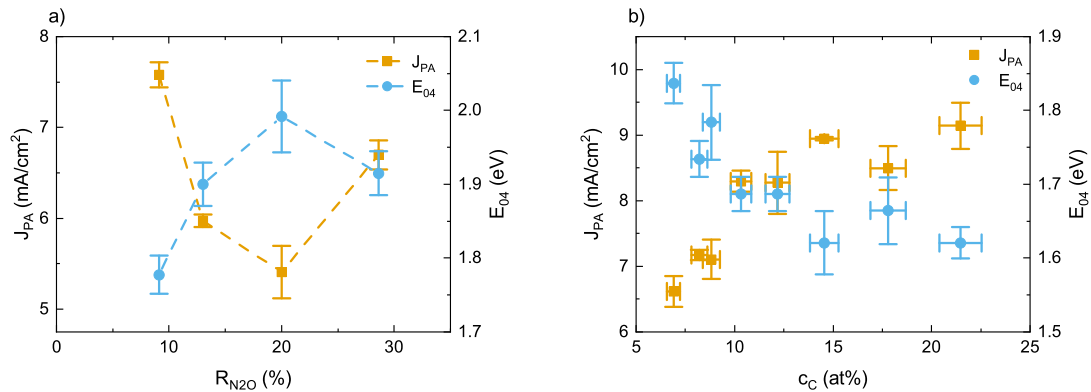 a)
8
7
6
5
J_PA (mA/cm²)
2.1
2.0
1.9
1.8
1.7
E_04 (eV)
J_PA
E_04
0 10 20 30
R_N2O (%)
b)
10
9
8
7
6
J_PA (mA/cm²)
1.9
1.8
1.7
1.6
1.5
E_04 (eV)
J_PA
E_04
5 10 15 20 25
c_C (at%)